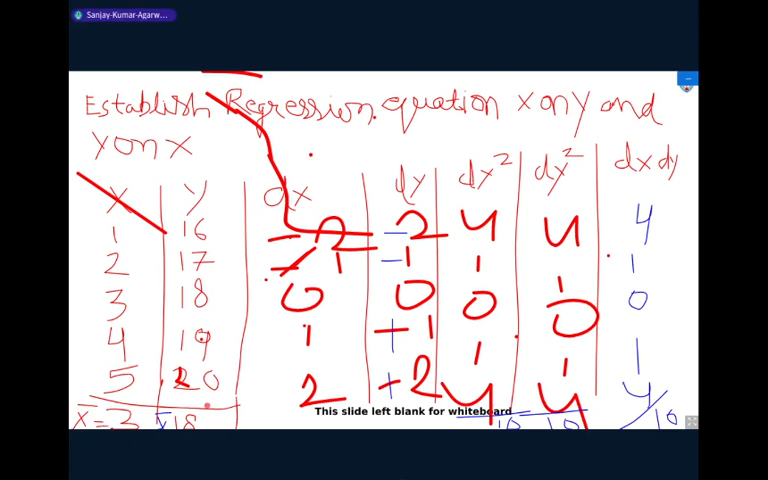 Sanjay-Kumar-Agarw...
Establish Regression equation X on Y and
Y on X
X Y dx dy dx² dy² dxdy
1 16 -2 -2 4 4 4
2 17 -1 -1 1 1 1
3 18 0 0 0 0 0
4 19 1 +1 1 1 1
5 20 2 +2 4 4 4
This slide left blank for whiteboard
X̄=3 Ȳ 18 10 10 10